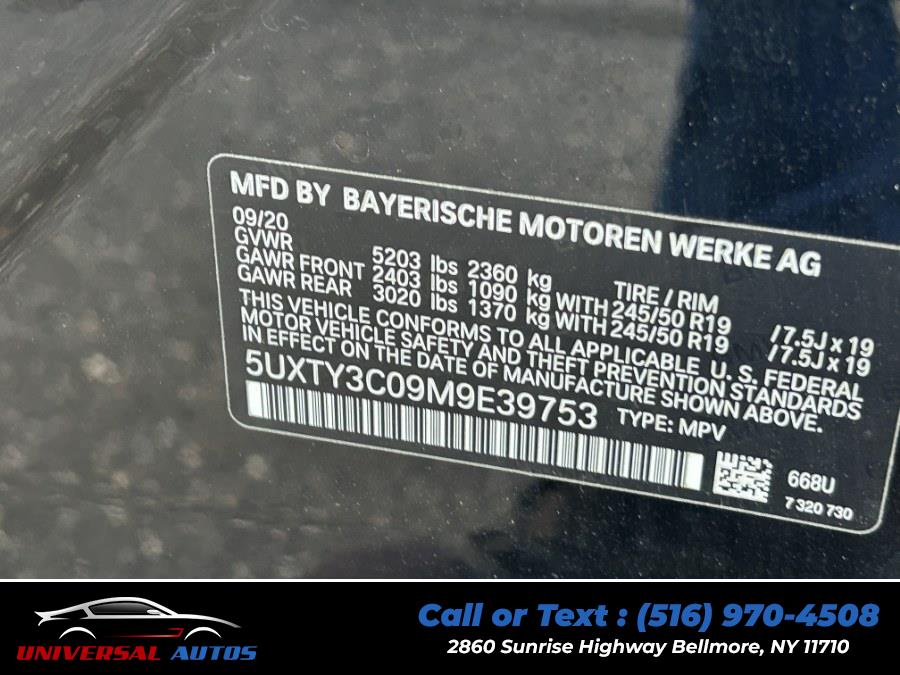 MFD BY BAYERISCHE MOTOREN WERKE AG
09/20
GVWR 5203 lbs 2360 kg TIRE / RIM
GAWR FRONT 2403 lbs 1090 kg WITH 245/50 R19 /7.5J x 19
GAWR REAR 3020 lbs 1370 kg WITH 245/50 R19 /7.5J x 19
THIS VEHICLE CONFORMS TO ALL APPLICABLE U. S. FEDERAL
MOTOR VEHICLE SAFETY AND THEFT PREVENTION STANDARDS
IN EFFECT ON THE DATE OF MANUFACTURE SHOWN ABOVE.
5UXTY3C09M9E39753 TYPE: MPV
668U
7 320 730
UNIVERSAL AUTOS
Call or Text : (516) 970-4508
2860 Sunrise Highway Bellmore, NY 11710